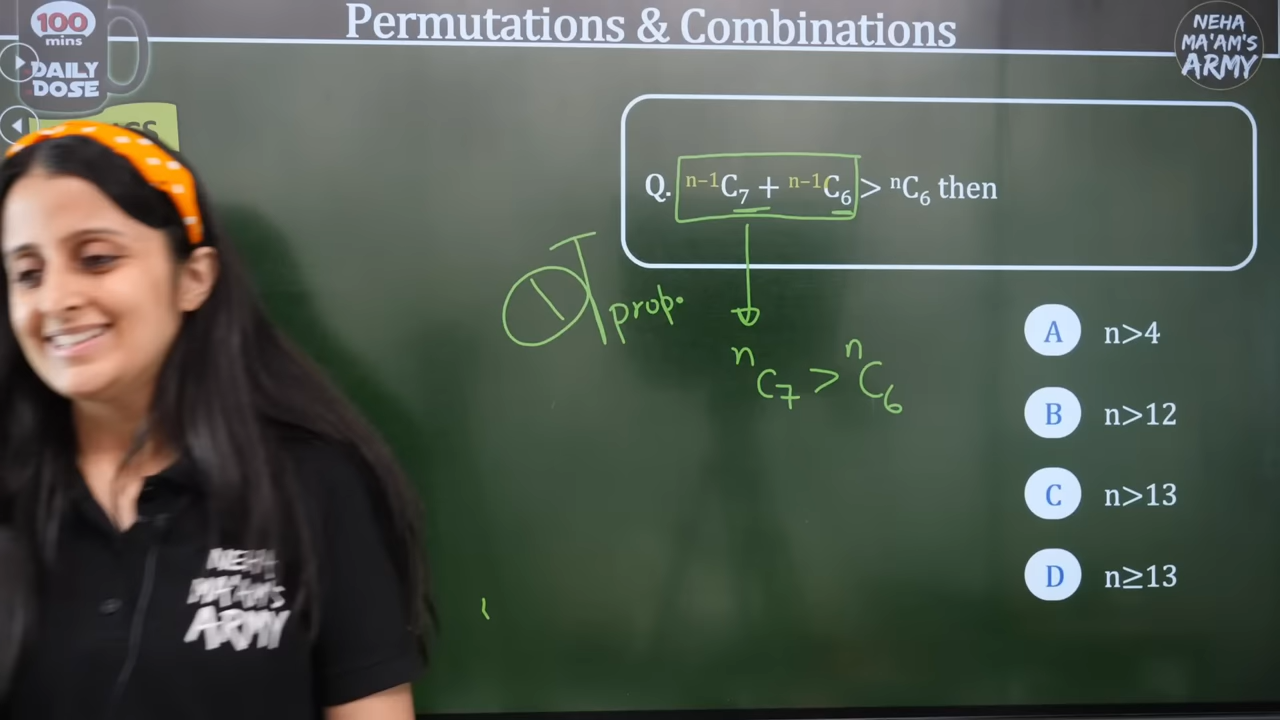 100
mins
DAILY
DOSE
Permutations & Combinations
NEHA
MA'AM'S
ARMY
Q. ⁿ⁻¹C₇ + ⁿ⁻¹C₆ > ⁿC₆ then
① prop.
ⁿC₇ > ⁿC₆
A n>4
B n>12
C n>13
D n≥13
NEHA
MA'AM'S
ARMY